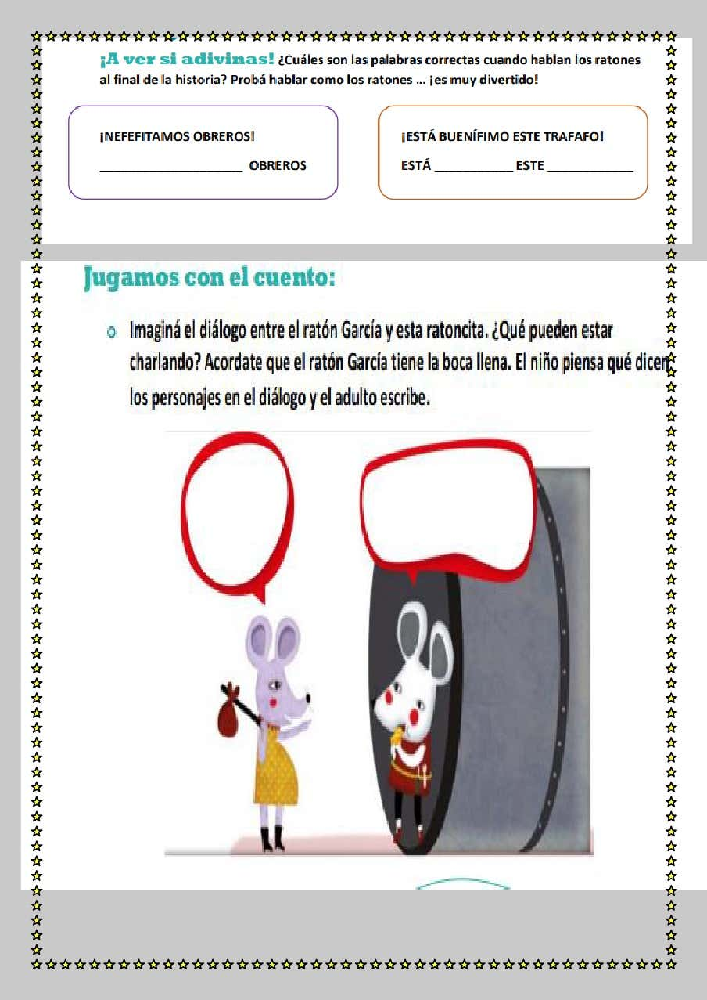 ¡A ver si adivinas! ¿Cuáles son las palabras correctas cuando hablan los ratones
al final de la historia? Probá hablar como los ratones ... ¡es muy divertido!
¡NEFEFITAMOS OBREROS!
____________________ OBREROS
¡ESTÁ BUENÍFIMO ESTE TRAFAFO!
ESTÁ ___________ ESTE ____________
Jugamos con el cuento:
o Imaginá el diálogo entre el ratón García y esta ratoncita. ¿Qué pueden estar
charlando? Acordate que el ratón García tiene la boca llena. El niño piensa qué dicen
los personajes en el diálogo y el adulto escribe.